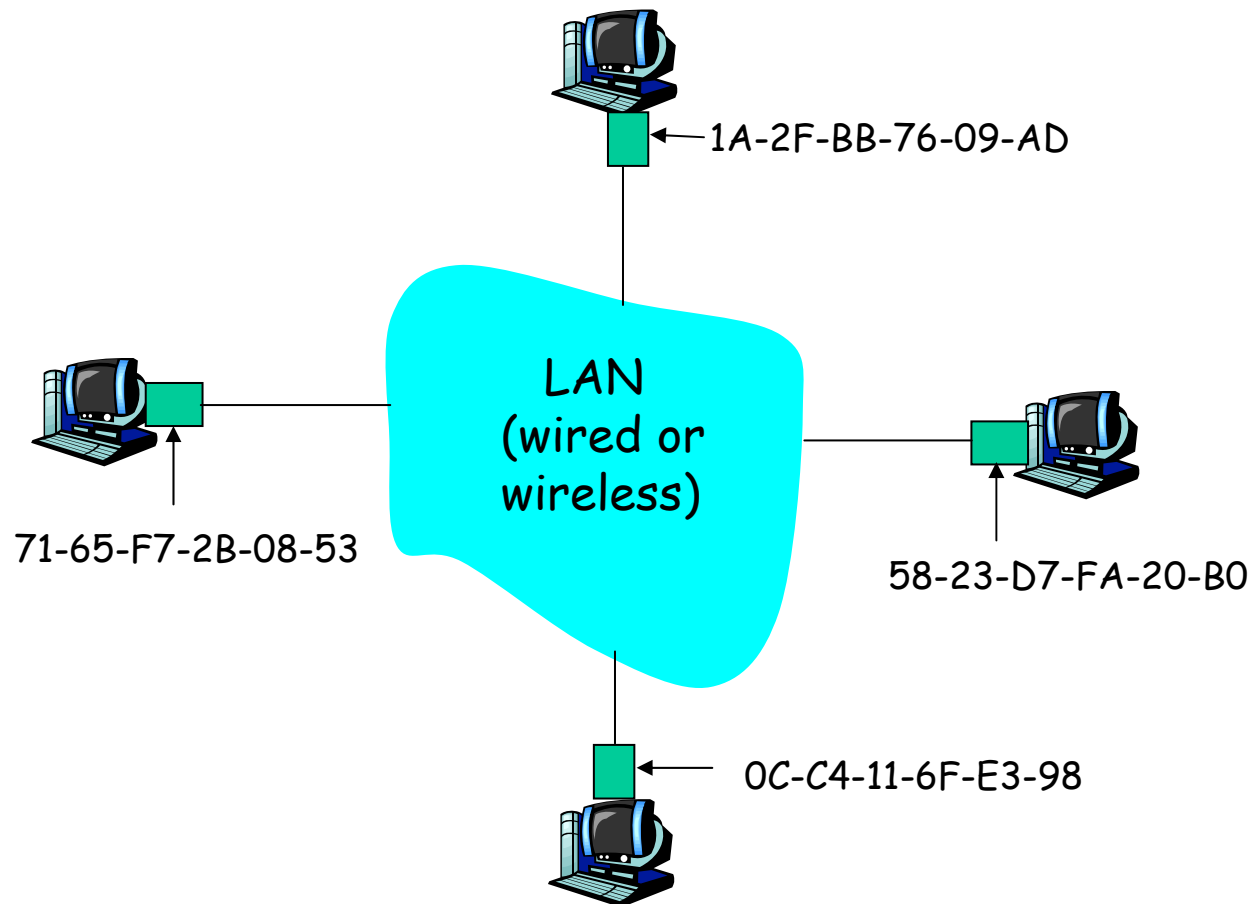 1A-2F-BB-76-09-AD
LAN
(wired or
wireless)
71-65-F7-2B-08-53
58-23-D7-FA-20-B0
0C-C4-11-6F-E3-98